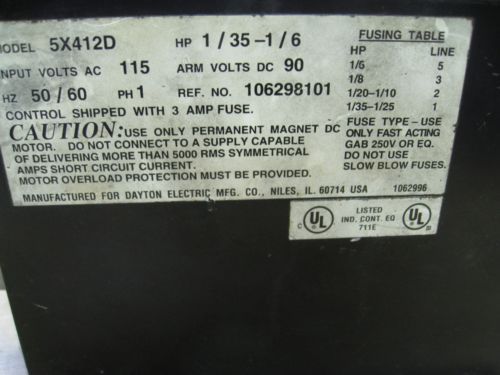 MODEL 5X412D HP 1/35-1/6 FUSING TABLE
HP LINE
INPUT VOLTS AC 115 ARM VOLTS DC 90 1/6 5
1/8 3
HZ 50/60 PH 1 REF. NO. 106298101 1/20-1/10 2
1/35-1/25 1
CONTROL SHIPPED WITH 3 AMP FUSE.
CAUTION: USE ONLY PERMANENT MAGNET DC
MOTOR. DO NOT CONNECT TO A SUPPLY CAPABLE
OF DELIVERING MORE THAN 5000 RMS SYMMETRICAL
AMPS SHORT CIRCUIT CURRENT.
MOTOR OVERLOAD PROTECTION MUST BE PROVIDED.
FUSE TYPE - USE
ONLY FAST ACTING
GAB 250V OR EQ.
DO NOT USE
SLOW BLOW FUSES.
MANUFACTURED FOR DAYTON ELECTRIC MFG. CO., NILES, IL. 60714 USA 1062996
C UL LISTED UL
IND. CONT. EQ
711E